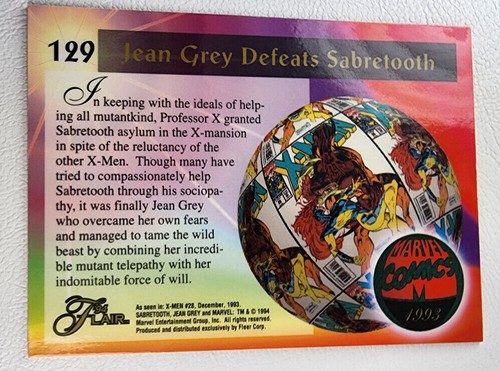 129
Jean Grey Defeats Sabretooth
In keeping with the ideals of help-
ing all mutantkind, Professor X granted
Sabretooth asylum in the X-mansion
in spite of the reluctancy of the
other X-Men. Though many have
tried to compassionately help
Sabretooth through his sociopa-
thy, it was finally Jean Grey
who overcame her own fears
and managed to tame the wild
beast by combining her incredi-
ble mutant telepathy with her
indomitable force of will.
X-MEN
MARVEL
COMICS
M
1993
'94
FLAIR
As seen in: X-MEN #28, December, 1993.
SABRETOOTH, JEAN GREY and MARVEL: TM & © 1994
Marvel Entertainment Group, Inc. All rights reserved.
Produced and distributed exclusively by Fleer Corp.